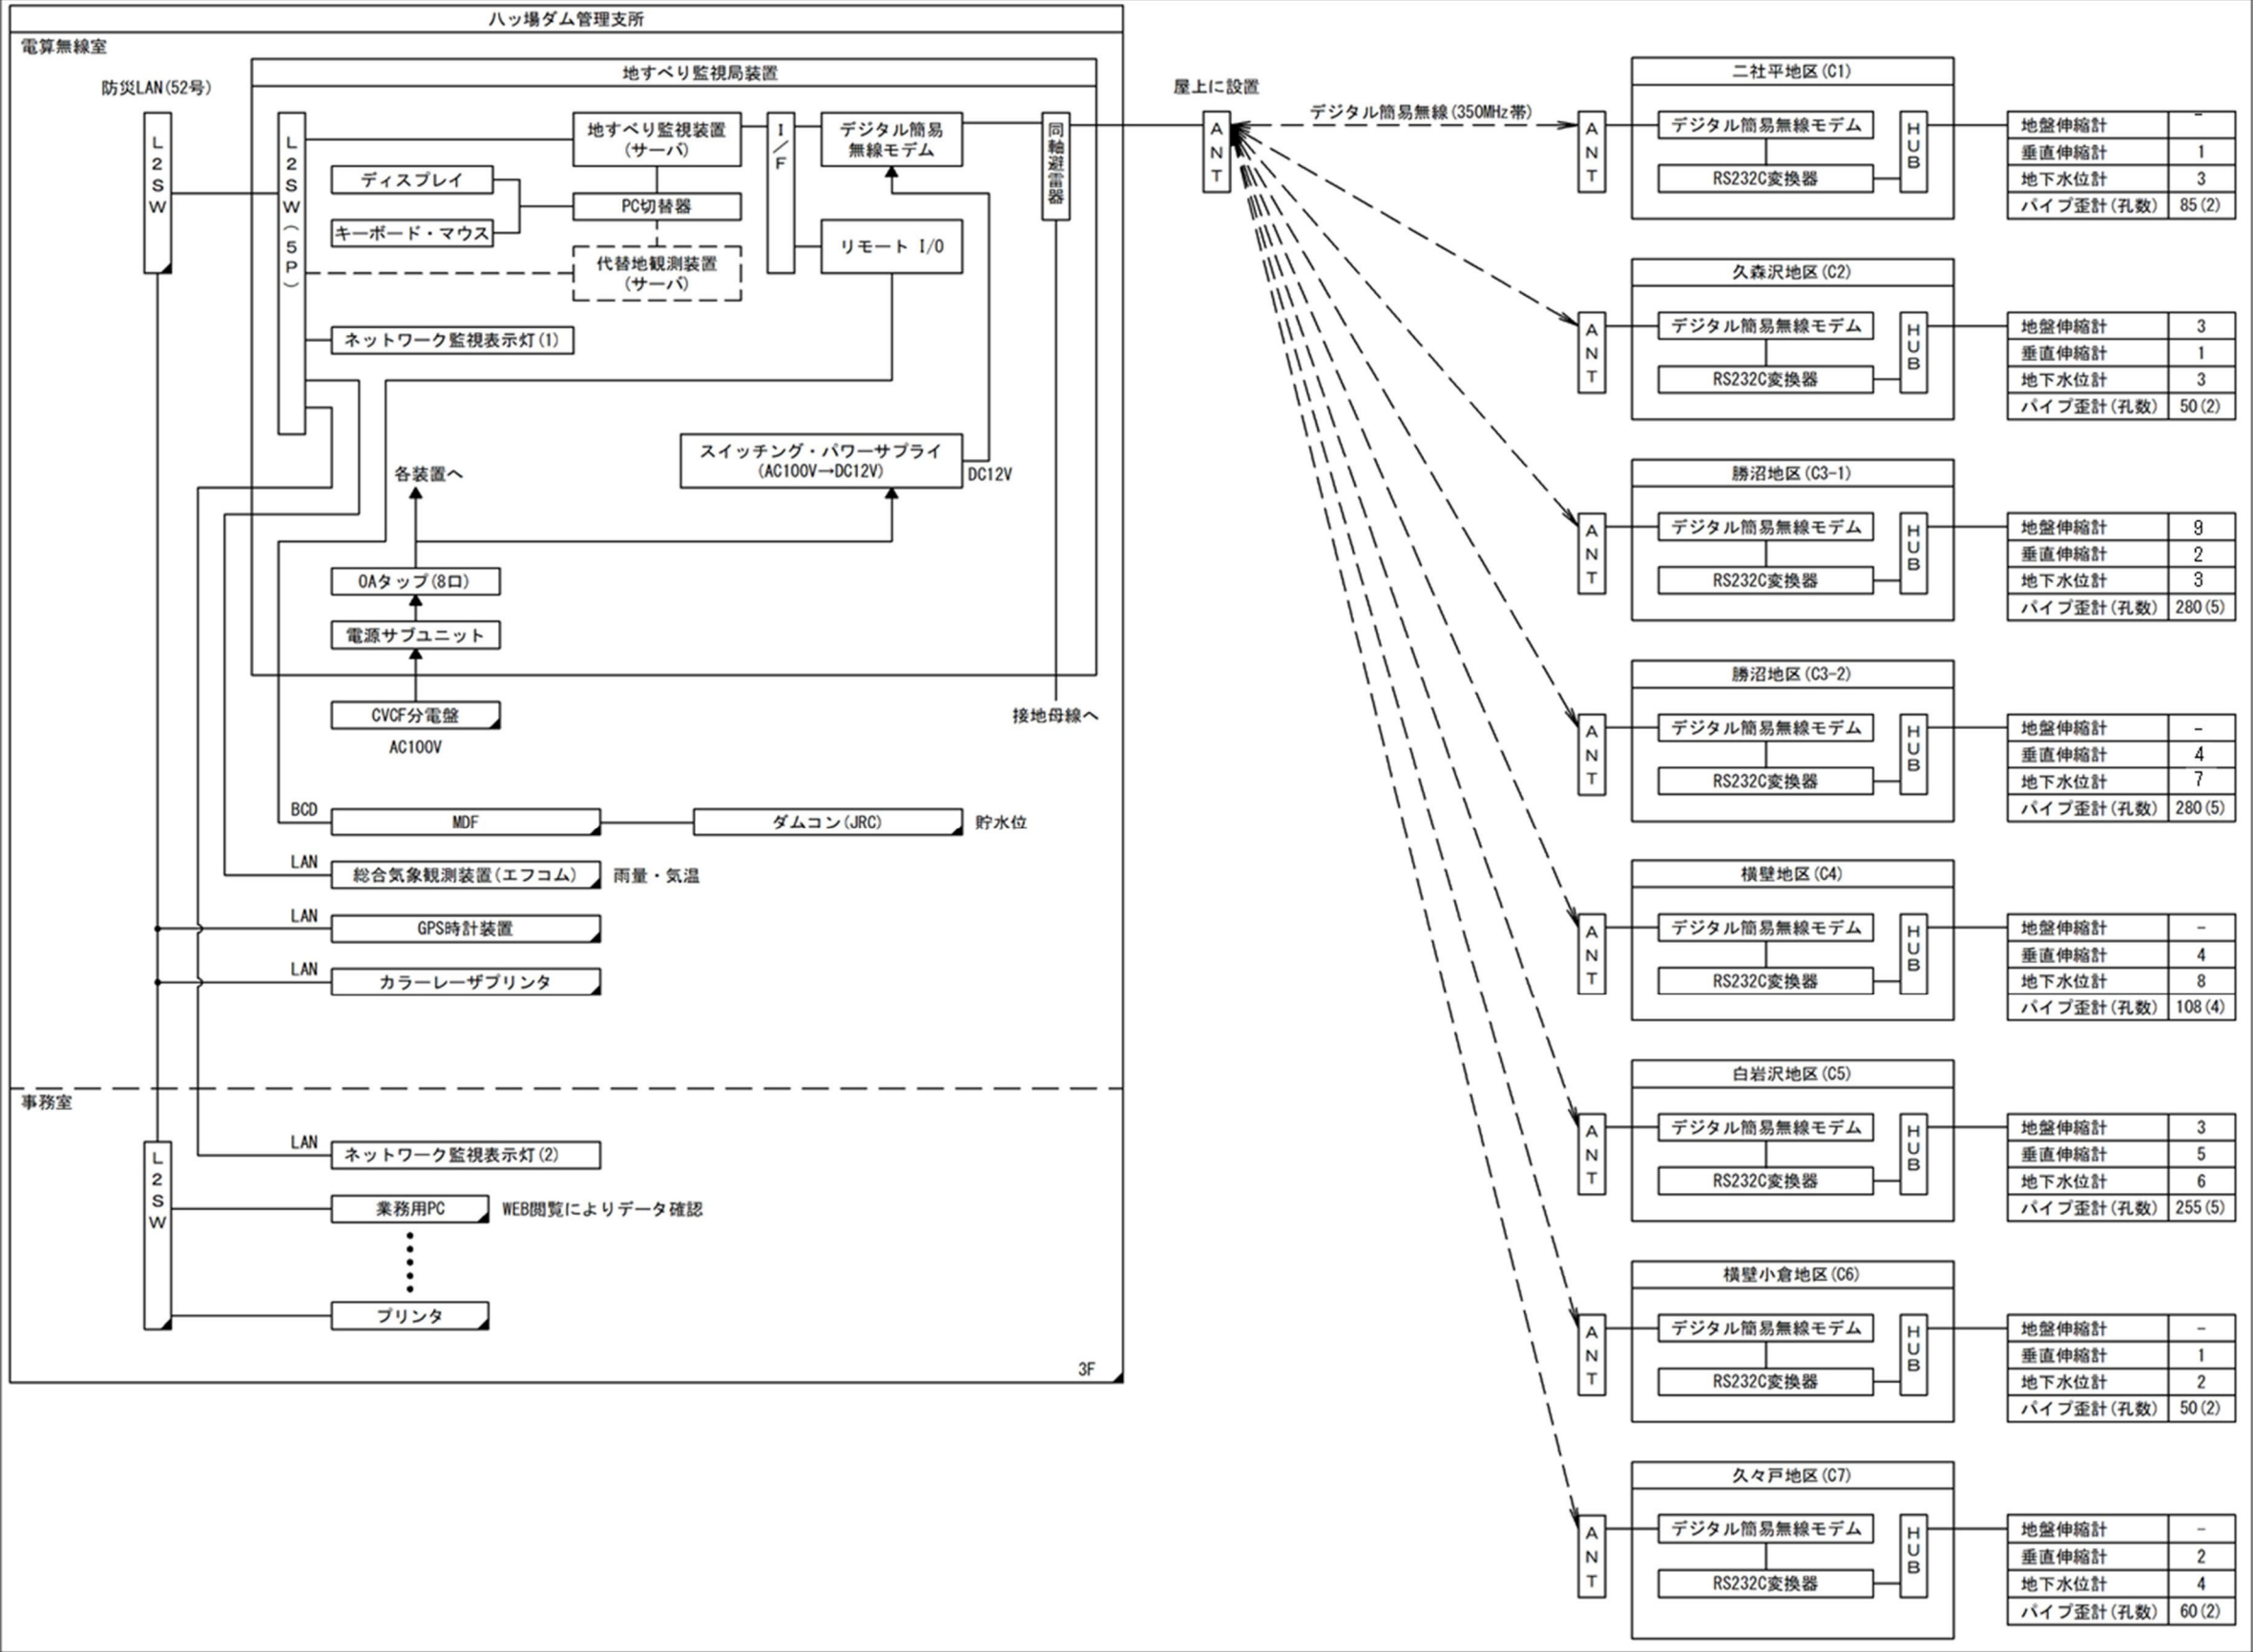 八ッ場ダム管理支所
電算無線室
防災LAN(52号)
L2SW
地すべり監視局装置
L2SW(5P)
地すべり監視装置
(サーバ)
I/F
デジタル簡易
無線モデム
同軸避雷器
ディスプレイ
PC切替器
キーボード・マウス
リモート I/O
代替地観測装置
(サーバ)
ネットワーク監視表示灯(1)
スイッチング・パワーサプライ
(AC100V→DC12V)
DC12V
各装置へ
OAタップ(8口)
電源サブユニット
CVCF分電盤
AC100V
接地母線へ
BCD
MDF
ダムコン(JRC)
貯水位
LAN
総合気象観測装置(エフコム)
雨量・気温
LAN
GPS時計装置
LAN
カラーレーザプリンタ
事務室
L2SW
LAN
ネットワーク監視表示灯(2)
業務用PC
WEB閲覧によりデータ確認
プリンタ
3F
屋上に設置
ANT
デジタル簡易無線(350MHz帯)
ANT
二社平地区(C1)
デジタル簡易無線モデム
RS232C変換器
HUB
地盤伸縮計 -
垂直伸縮計 1
地下水位計 3
パイプ歪計(孔数) 85(2)
ANT
久森沢地区(C2)
デジタル簡易無線モデム
RS232C変換器
HUB
地盤伸縮計 3
垂直伸縮計 1
地下水位計 3
パイプ歪計(孔数) 50(2)
ANT
勝沼地区(C3-1)
デジタル簡易無線モデム
RS232C変換器
HUB
地盤伸縮計 9
垂直伸縮計 2
地下水位計 3
パイプ歪計(孔数) 280(5)
ANT
勝沼地区(C3-2)
デジタル簡易無線モデム
RS232C変換器
HUB
地盤伸縮計 -
垂直伸縮計 4
地下水位計 7
パイプ歪計(孔数) 280(5)
ANT
横壁地区(C4)
デジタル簡易無線モデム
RS232C変換器
HUB
地盤伸縮計 -
垂直伸縮計 4
地下水位計 8
パイプ歪計(孔数) 108(4)
ANT
白岩沢地区(C5)
デジタル簡易無線モデム
RS232C変換器
HUB
地盤伸縮計 3
垂直伸縮計 5
地下水位計 6
パイプ歪計(孔数) 255(5)
ANT
横壁小倉地区(C6)
デジタル簡易無線モデム
RS232C変換器
HUB
地盤伸縮計 -
垂直伸縮計 1
地下水位計 2
パイプ歪計(孔数) 50(2)
ANT
久々戸地区(C7)
デジタル簡易無線モデム
RS232C変換器
HUB
地盤伸縮計 -
垂直伸縮計 2
地下水位計 4
パイプ歪計(孔数) 60(2)